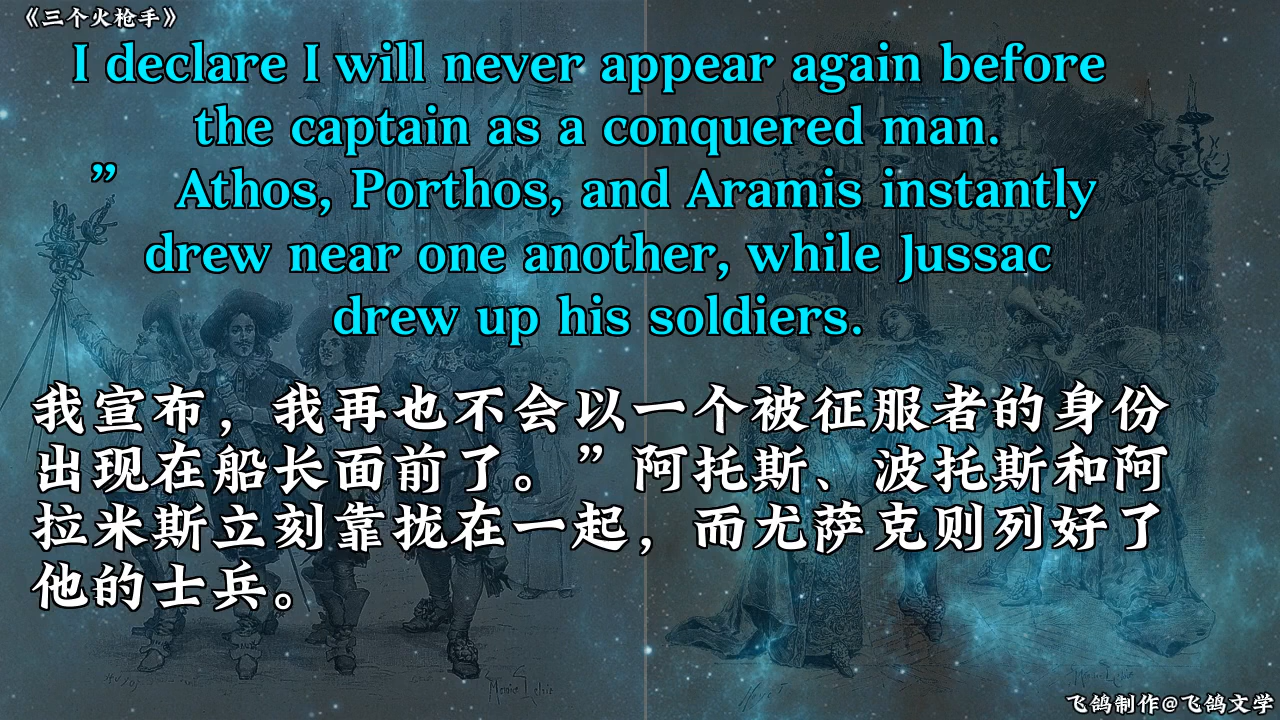 《三个火枪手》
I declare I will never appear again before
the captain as a conquered man.
” Athos, Porthos, and Aramis instantly
drew near one another, while Jussac
drew up his soldiers.
我宣布，我再也不会以一个被征服者的身份
出现在船长面前了。”阿托斯、波托斯和阿
拉米斯立刻靠拢在一起，而尤萨克则列好了
他的士兵。
飞鸽制作@飞鸽文学